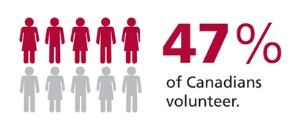 47%
of Canadians
volunteer.